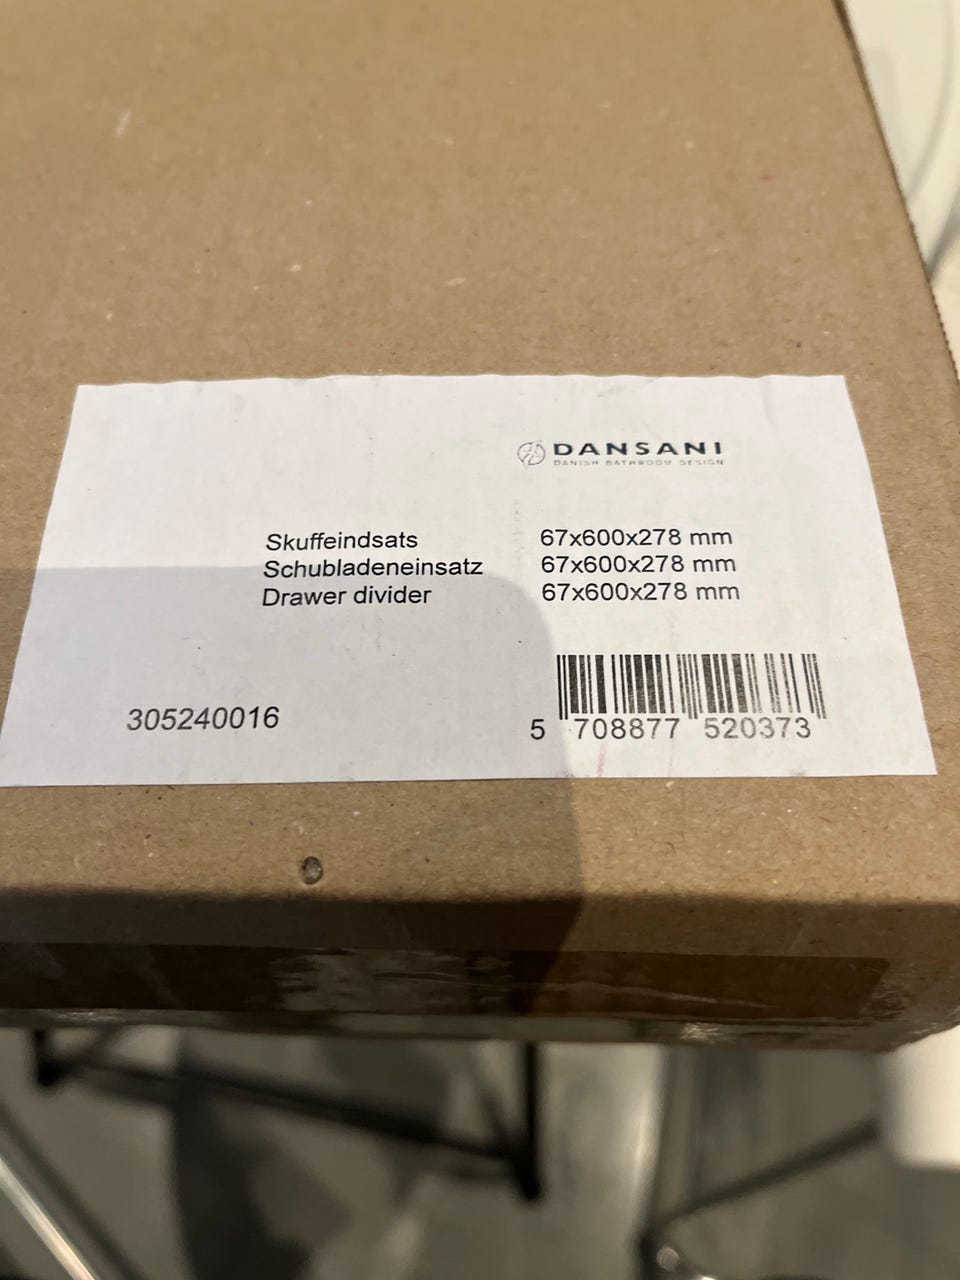 DANSANI
DANISH BATHROOM DESIGN
Skuffeindsats 67x600x278 mm
Schubladeneinsatz 67x600x278 mm
Drawer divider 67x600x278 mm
305240016
5 708877 520373